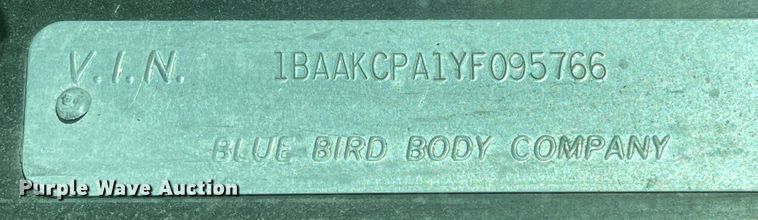 V.I.N. 1BAAKCPA1YF095766
BLUE BIRD BODY COMPANY
Purple Wave Auction